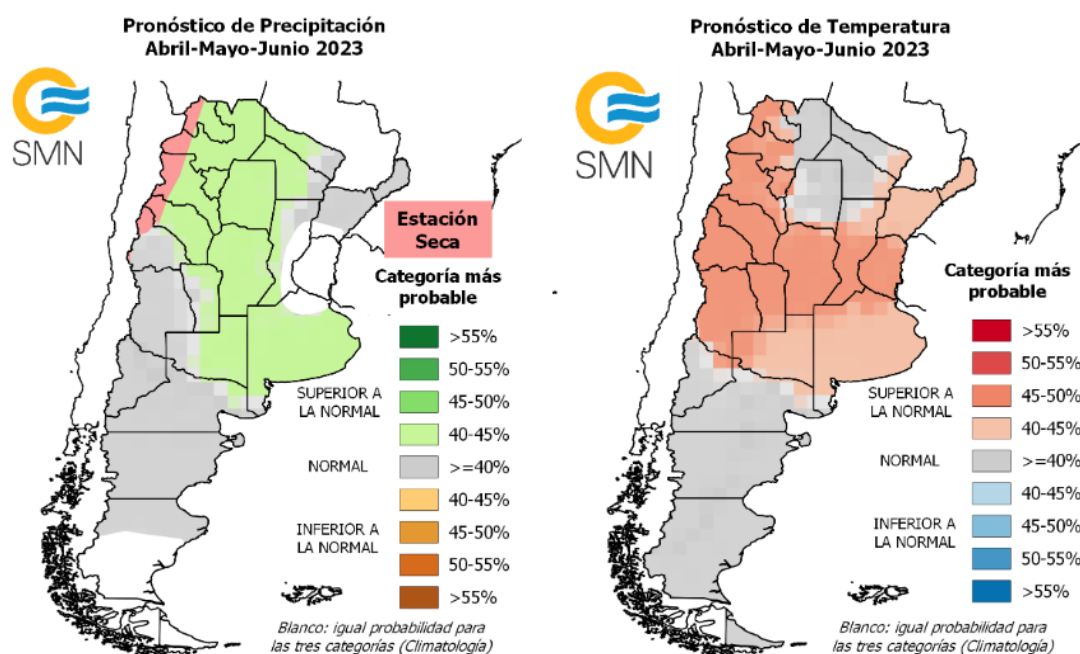 Pronóstico de Precipitación
Abril-Mayo-Junio 2023
SMN
Estación
Seca
Categoría más
probable
>55%
50-55%
45-50%
SUPERIOR A
LA NORMAL
40-45%
NORMAL
>=40%
40-45%
45-50%
INFERIOR A
LA NORMAL
50-55%
>55%
Blanco: igual probabilidad para
las tres categorías (Climatología)
Pronóstico de Temperatura
Abril-Mayo-Junio 2023
SMN
Categoría más
probable
>55%
50-55%
45-50%
SUPERIOR A
LA NORMAL
40-45%
NORMAL
>=40%
40-45%
45-50%
INFERIOR A
LA NORMAL
50-55%
>55%
Blanco: igual probabilidad para
las tres categorías (Climatología)